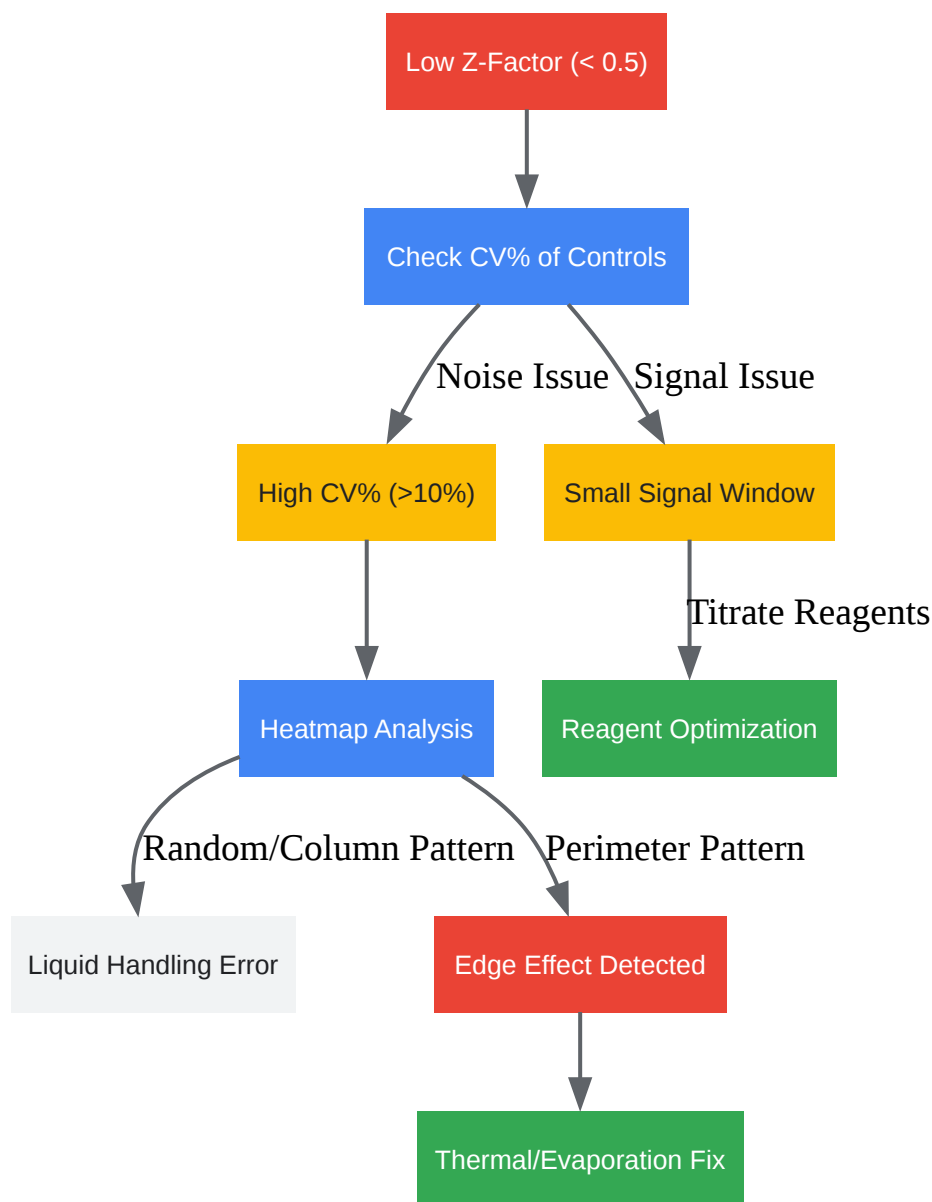 Low Z-Factor (< 0.5)
Check CV% of Controls
Noise Issue
Signal Issue
High CV% (>10%)
Small Signal Window
Titrate Reagents
Heatmap Analysis
Reagent Optimization
Random/Column Pattern
Perimeter Pattern
Liquid Handling Error
Edge Effect Detected
Thermal/Evaporation Fix